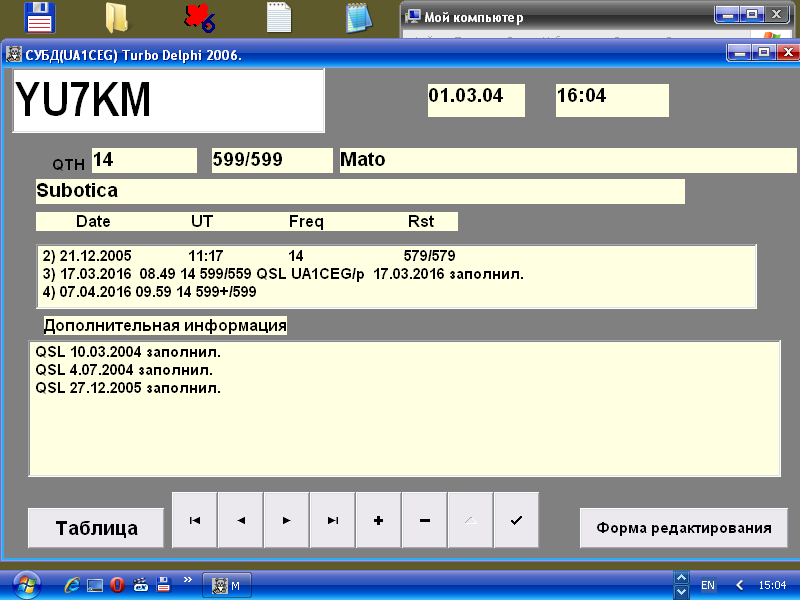 Мой компьютер
СУБД(UA1CEG) Turbo Delphi 2006.
YU7KM
01.03.04 16:04
QTH 14 599/599 Mato
Subotica
Date UT Freq Rst
2) 21.12.2005 11:17 14 579/579
3) 17.03.2016 08.49 14 599/559 QSL UA1CEG/p 17.03.2016 заполнил.
4) 07.04.2016 09.59 14 599+/599
Дополнительная информация
QSL 10.03.2004 заполнил.
QSL 4.07.2004 заполнил.
QSL 27.12.2005 заполнил.
Таблица
Форма редактирования
M
EN
15:04